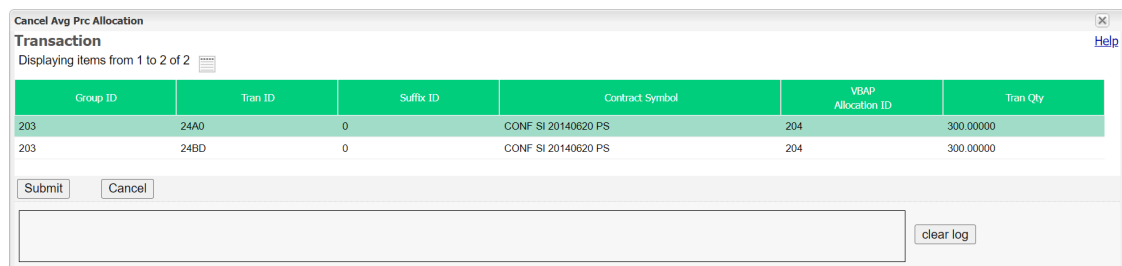 Cancel Avg Prc Allocation
Transaction
Help
Displaying items from 1 to 2 of 2
Group ID Tran ID Suffix ID Contract Symbol VBAP Allocation ID Tran Qty
203 24A0 0 CONF SI 20140620 PS 204 300.00000
203 24BD 0 CONF SI 20140620 PS 204 300.00000
Submit Cancel
clear log